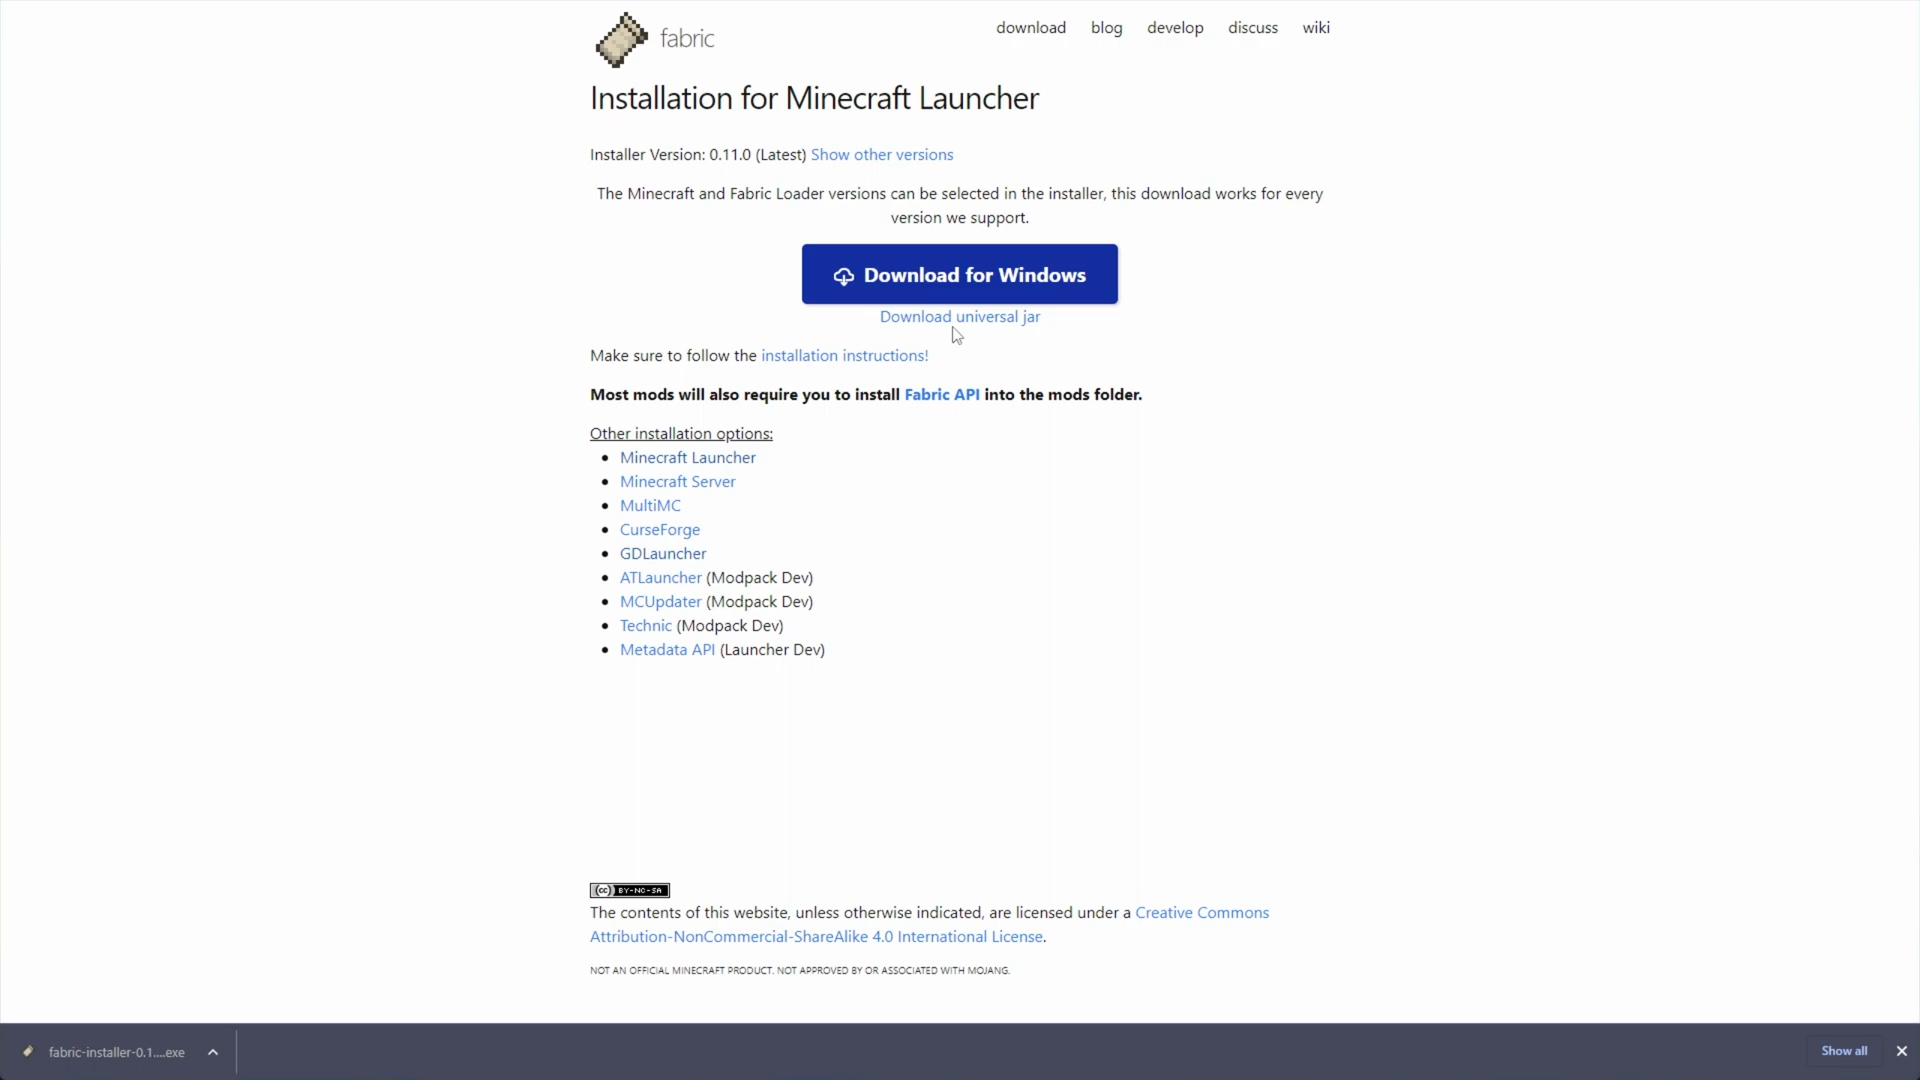 fabric
download blog develop discuss wiki
Installation for Minecraft Launcher
Installer Version: 0.11.0 (Latest) Show other versions
The Minecraft and Fabric Loader versions can be selected in the installer, this download works for every
version we support.
Download for Windows
Download universal jar
Make sure to follow the installation instructions!
Most mods will also require you to install Fabric API into the mods folder.
Other installation options:
Minecraft Launcher
Minecraft Server
MultiMC
CurseForge
GDLauncher
ATLauncher (Modpack Dev)
MCUpdater (Modpack Dev)
Technic (Modpack Dev)
Metadata API (Launcher Dev)
(cc) BY-NC-SA
The contents of this website, unless otherwise indicated, are licensed under a Creative Commons
Attribution-NonCommercial-ShareAlike 4.0 International License.
NOT AN OFFICIAL MINECRAFT PRODUCT. NOT APPROVED BY OR ASSOCIATED WITH MOJANG.
fabric-installer-0.1....exe
Show all